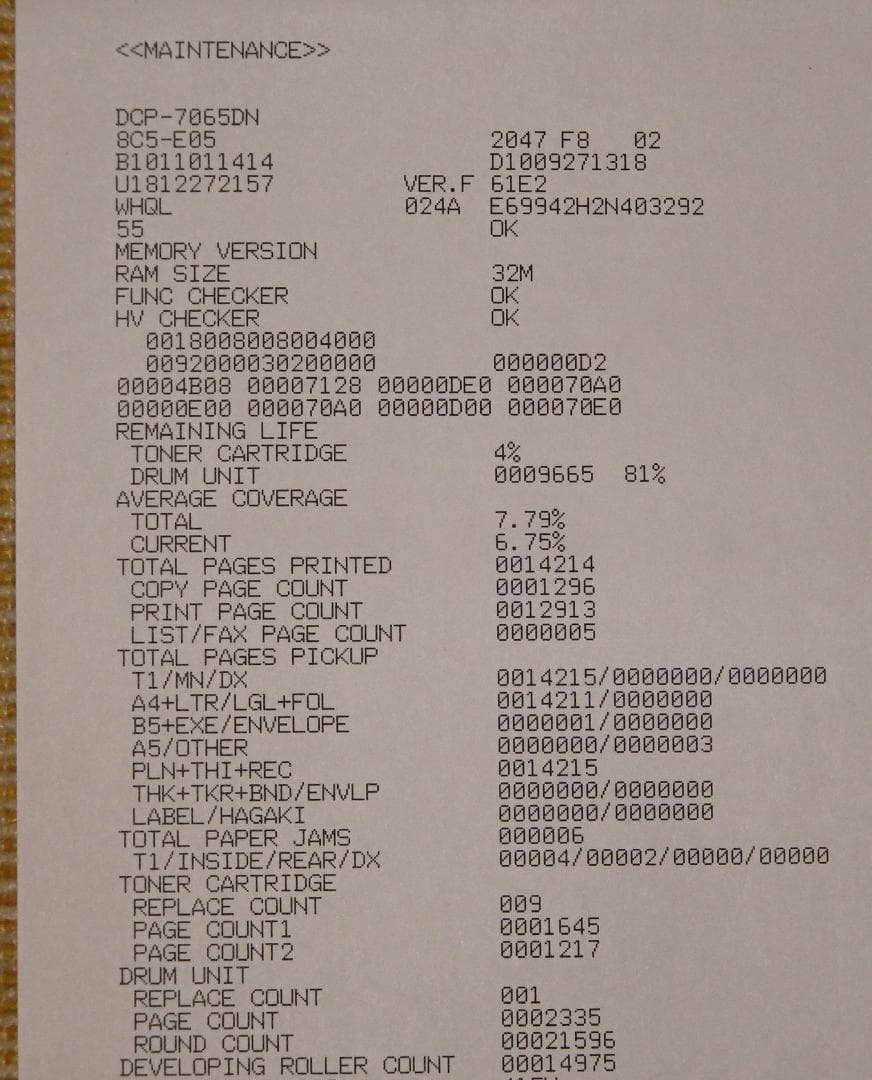 <<MAINTENANCE>>
DCP-7065DN
8C5-E05 2047 F8 02
B1011011414 D1009271318
U1812272157 VER.F 61E2
WHQL 024A E69942H2N403292
55 OK
MEMORY VERSION
RAM SIZE 32M
FUNC CHECKER OK
HV CHECKER OK
0018008008004000
0092000030200000 000000D2
00004B08 00007128 00000DE0 000070A0
00000E00 000070A0 00000D00 000070E0
REMAINING LIFE
TONER CARTRIDGE 4%
DRUM UNIT 0009665 81%
AVERAGE COVERAGE
TOTAL 7.79%
CURRENT 6.75%
TOTAL PAGES PRINTED 0014214
COPY PAGE COUNT 0001296
PRINT PAGE COUNT 0012913
LIST/FAX PAGE COUNT 0000005
TOTAL PAGES PICKUP
T1/MN/DX 0014215/0000000/0000000
A4+LTR/LGL+FOL 0014211/0000000
B5+EXE/ENVELOPE 0000001/0000000
A5/OTHER 0000000/0000003
PLN+THI+REC 0014215
THK+TKR+BND/ENVLP 0000000/0000000
LABEL/HAGAKI 0000000/0000000
TOTAL PAPER JAMS 000006
T1/INSIDE/REAR/DX 00004/00002/00000/00000
TONER CARTRIDGE
REPLACE COUNT 009
PAGE COUNT1 0001645
PAGE COUNT2 0001217
DRUM UNIT
REPLACE COUNT 001
PAGE COUNT 0002335
ROUND COUNT 00021596
DEVELOPING ROLLER COUNT 00014975